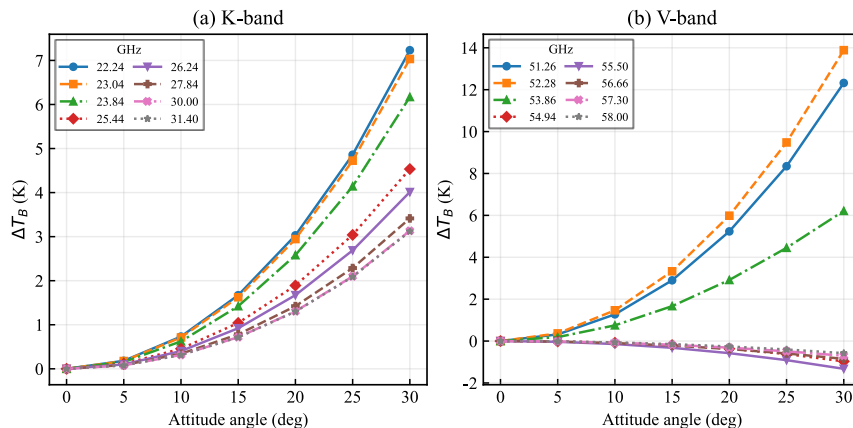 (a) K-band
(b) V-band
GHz
22.24 26.24
23.04 27.84
23.84 30.00
25.44 31.40
7
6
5
4
3
2
1
0
ΔT_B (K)
0 5 10 15 20 25 30
Attitude angle (deg)
GHz
51.26 55.50
52.28 56.66
53.86 57.30
54.94 58.00
14
12
10
8
6
4
2
0
-2
ΔT_B (K)
0 5 10 15 20 25 30
Attitude angle (deg)